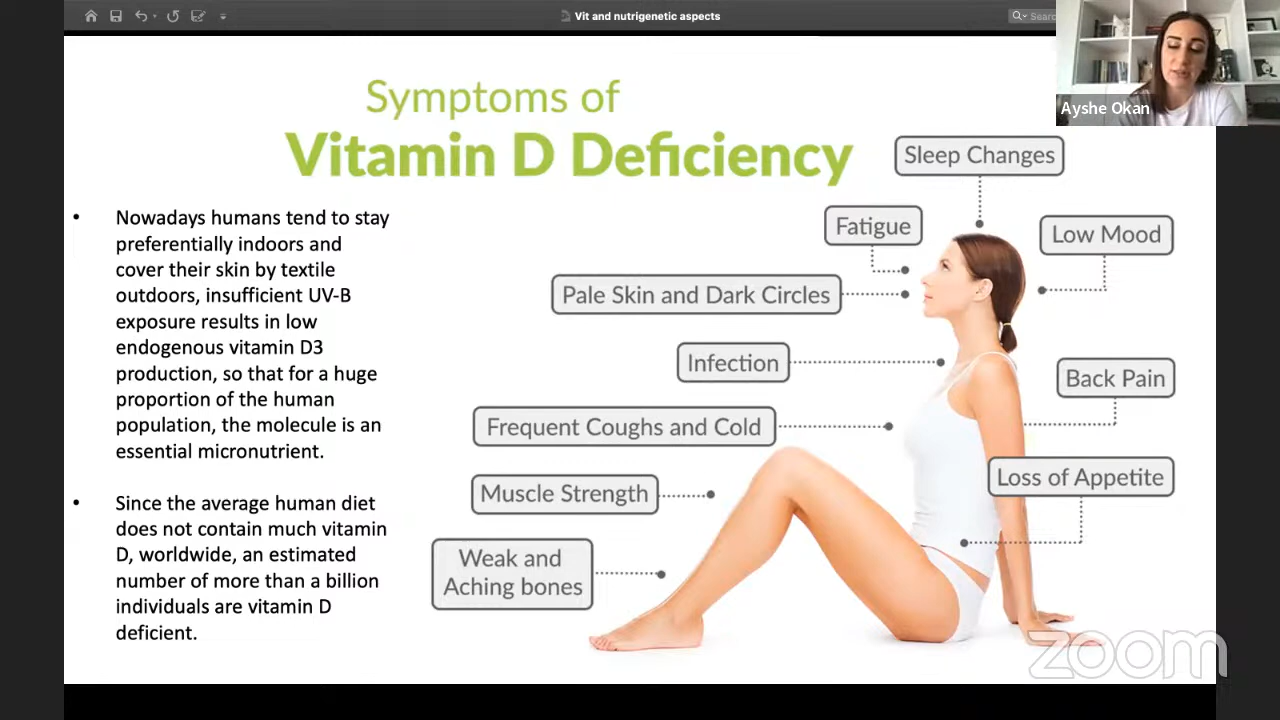 Vit and nutrigenetic aspects
Sear
Ayshe Okan
Symptoms of
Vitamin D Deficiency
• Nowadays humans tend to stay
preferentially indoors and
cover their skin by textile
outdoors, insufficient UV-B
exposure results in low
endogenous vitamin D3
production, so that for a huge
proportion of the human
population, the molecule is an
essential micronutrient.
• Since the average human diet
does not contain much vitamin
D, worldwide, an estimated
number of more than a billion
individuals are vitamin D
deficient.
Sleep Changes
Fatigue
Low Mood
Pale Skin and Dark Circles
Infection
Back Pain
Frequent Coughs and Cold
Loss of Appetite
Muscle Strength
Weak and
Aching bones
zoom